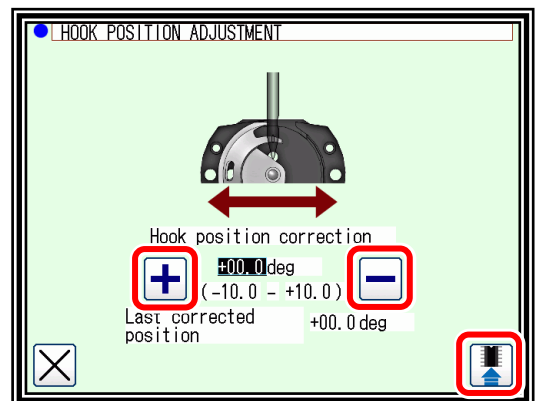 HOOK POSITION ADJUSTMENT
Hook position correction
+00.0deg
(-10.0 - +10.0)
Last corrected +00.0deg
position